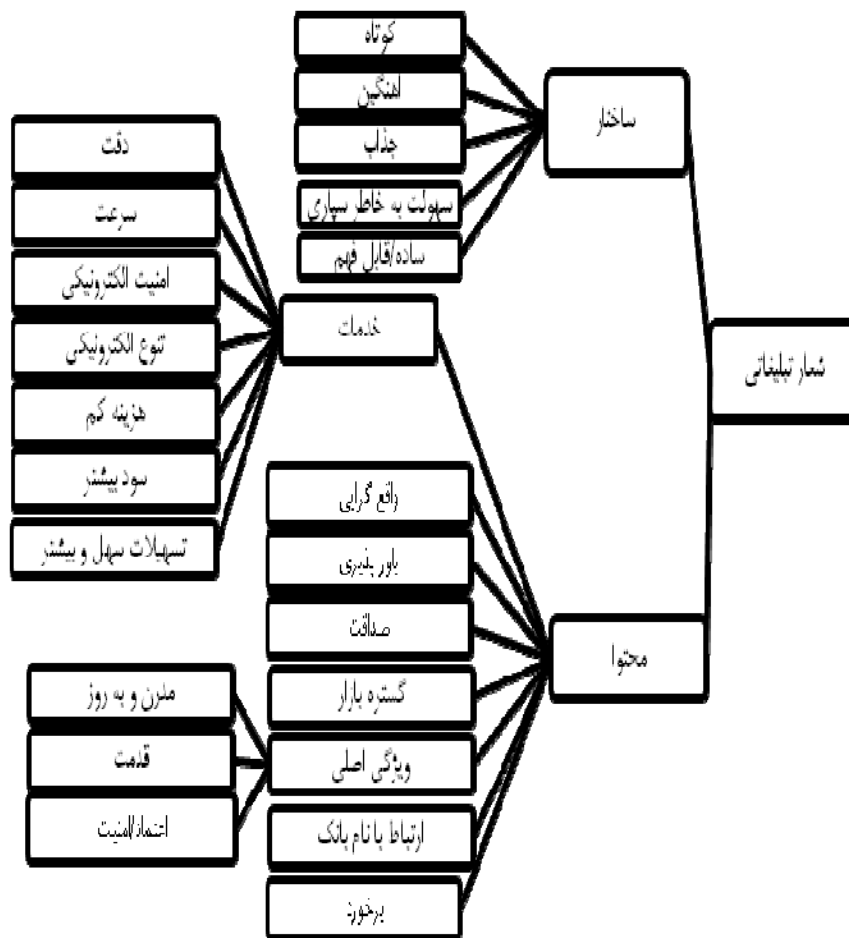 شعار تبلیغاتی
ساختار
کوتاه
اهنگین
جذاب
سهولت به خاطر سپاری
ساده/قابل فهم
محتوا
خدمات
دقت
سرعت
امنیت الکترونیکی
تنوع الکترونیکی
هزینه کم
سود بیشتر
تسهیلات سهل و بیشتر
واقع گرایی
باور پذیری
صداقت
گستره بازار
ویژگی اصلی
مدرن و به روز
قدمت
اعتماد/امنیت
ارتباط با نام بانک
برخورد